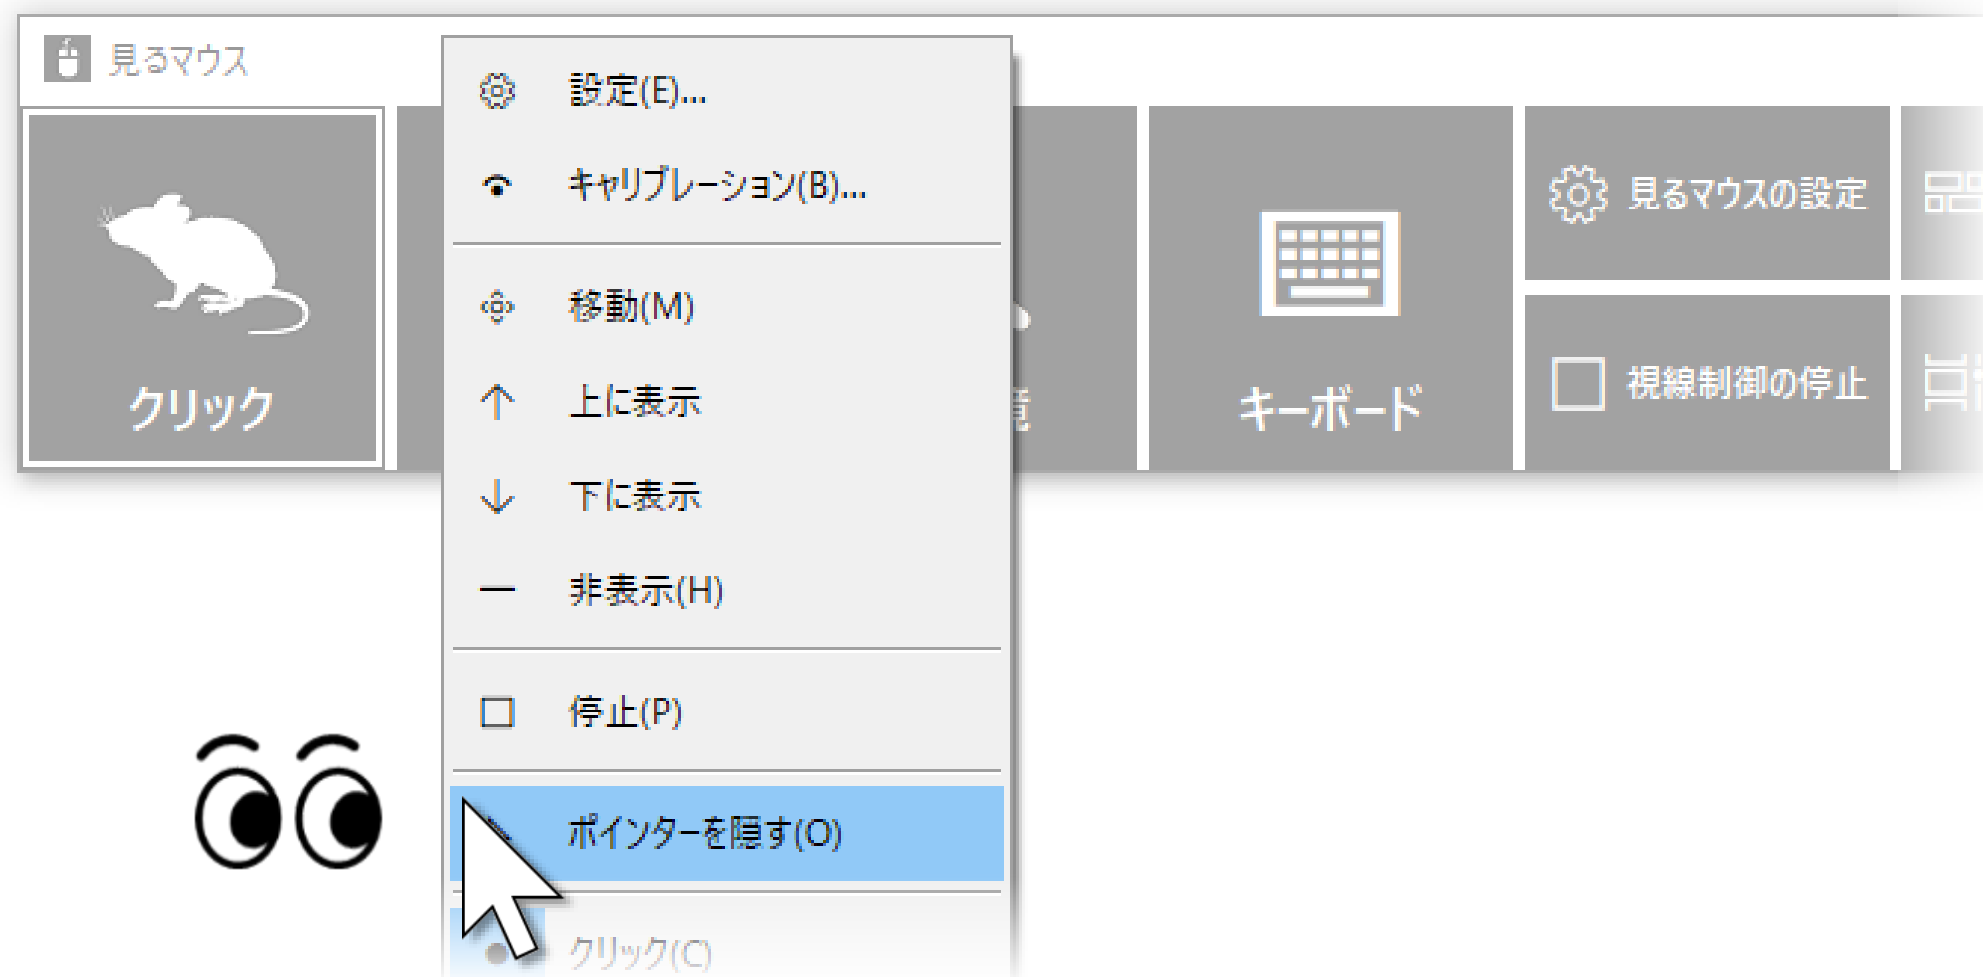 見るマウス
設定(E)...
キャリブレーション(B)...
移動(M)
上に表示
下に表示
非表示(H)
停止(P)
ポインターを隠す(O)
クリック(C)
クリック
キーボード
見るマウスの設定
視線制御の停止